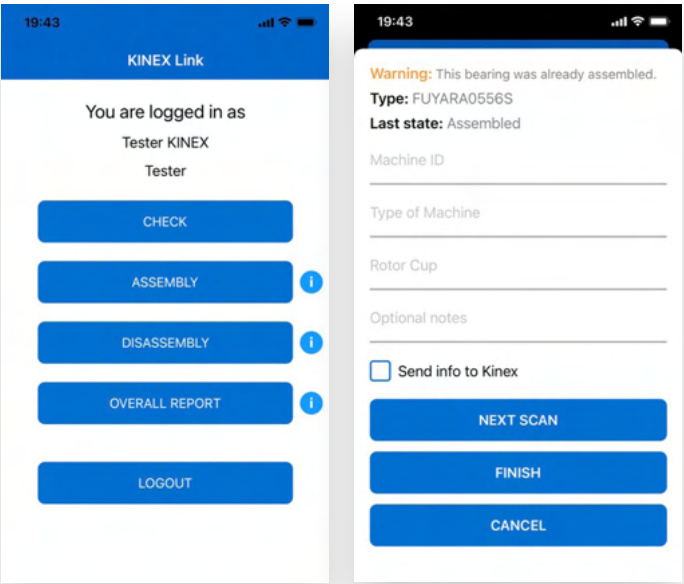 19:43
KINEX Link
You are logged in as
Tester KINEX
Tester
CHECK
ASSEMBLY
i
DISASSEMBLY
i
OVERALL REPORT
i
LOGOUT
19:43
Warning: This bearing was already assembled.
Type: FUYARA0556S
Last state: Assembled
Machine ID
Type of Machine
Rotor Cup
Optional notes
Send info to Kinex
NEXT SCAN
FINISH
CANCEL